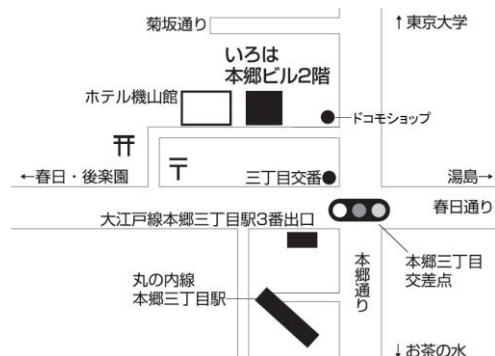 菊坂通り
↑東京大学
いろは
本郷ビル2階
ホテル機山館
ドコモショップ
三丁目交番
←春日・後楽園
湯島→
春日通り
大江戸線本郷三丁目駅3番出口
本郷三丁目
交差点
丸の内線
本郷三丁目駅
本郷通り
↓お茶の水